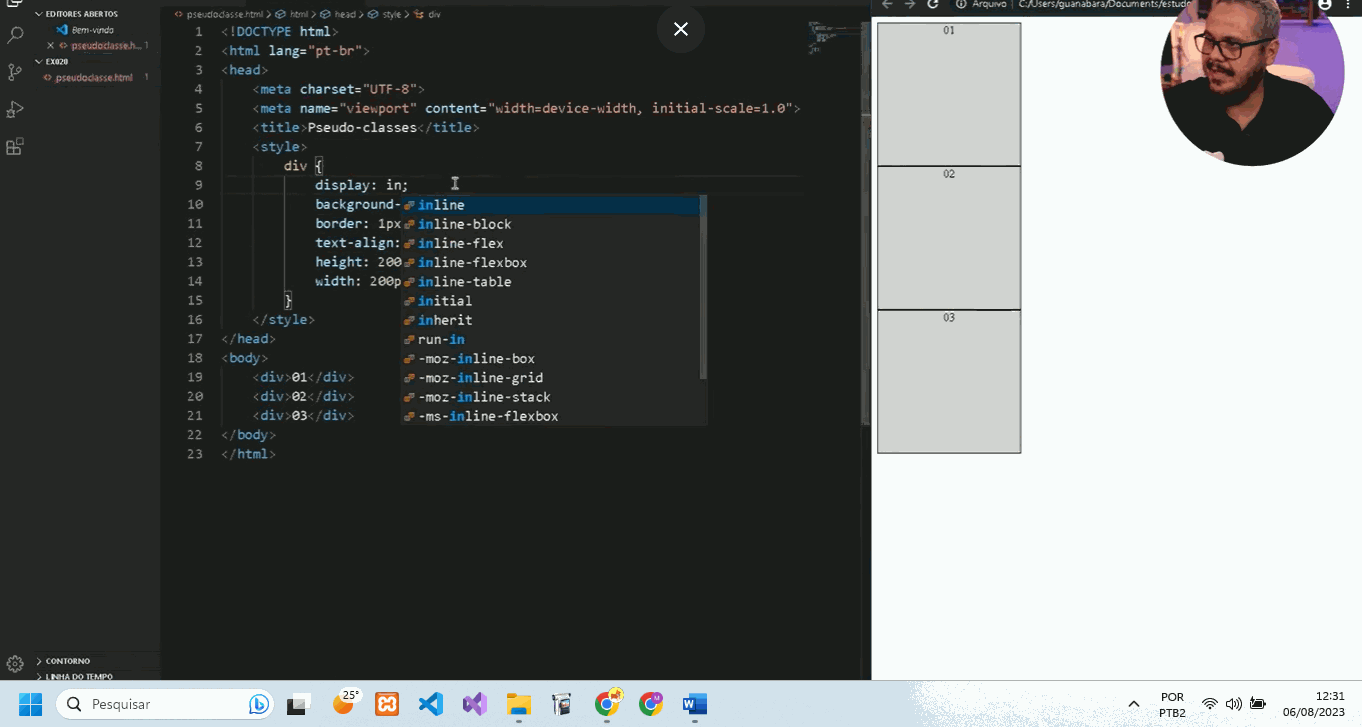 EDITORES ABERTOS
Bem-vindo
pseudoclasse.h... 1
EX020
pseudoclasse.html 1
pseudoclasse.html > html > head > style > div
1 <!DOCTYPE html>
2 <html lang="pt-br">
3 <head>
4 <meta charset="UTF-8">
5 <meta name="viewport" content="width=device-width, initial-scale=1.0">
6 <title>Pseudo-classes</title>
7 <style>
8 div {
9 display: in;
10 background-
11 border: 1px
12 text-align:
13 height: 200
14 width: 200p
15 }
16 </style>
17 </head>
18 <body>
19 <div>01</div>
20 <div>02</div>
21 <div>03</div>
22 </body>
23 </html>
inline
inline-block
inline-flex
inline-flexbox
inline-table
initial
inherit
run-in
-moz-inline-box
-moz-inline-grid
-moz-inline-stack
-ms-inline-flexbox
Arquivo | C:/Users/guanabara/Documents/estudo
01
02
03
CONTORNO
LINHA DO TEMPO
Pesquisar
25°
POR
PTB2
12:31
06/08/2023